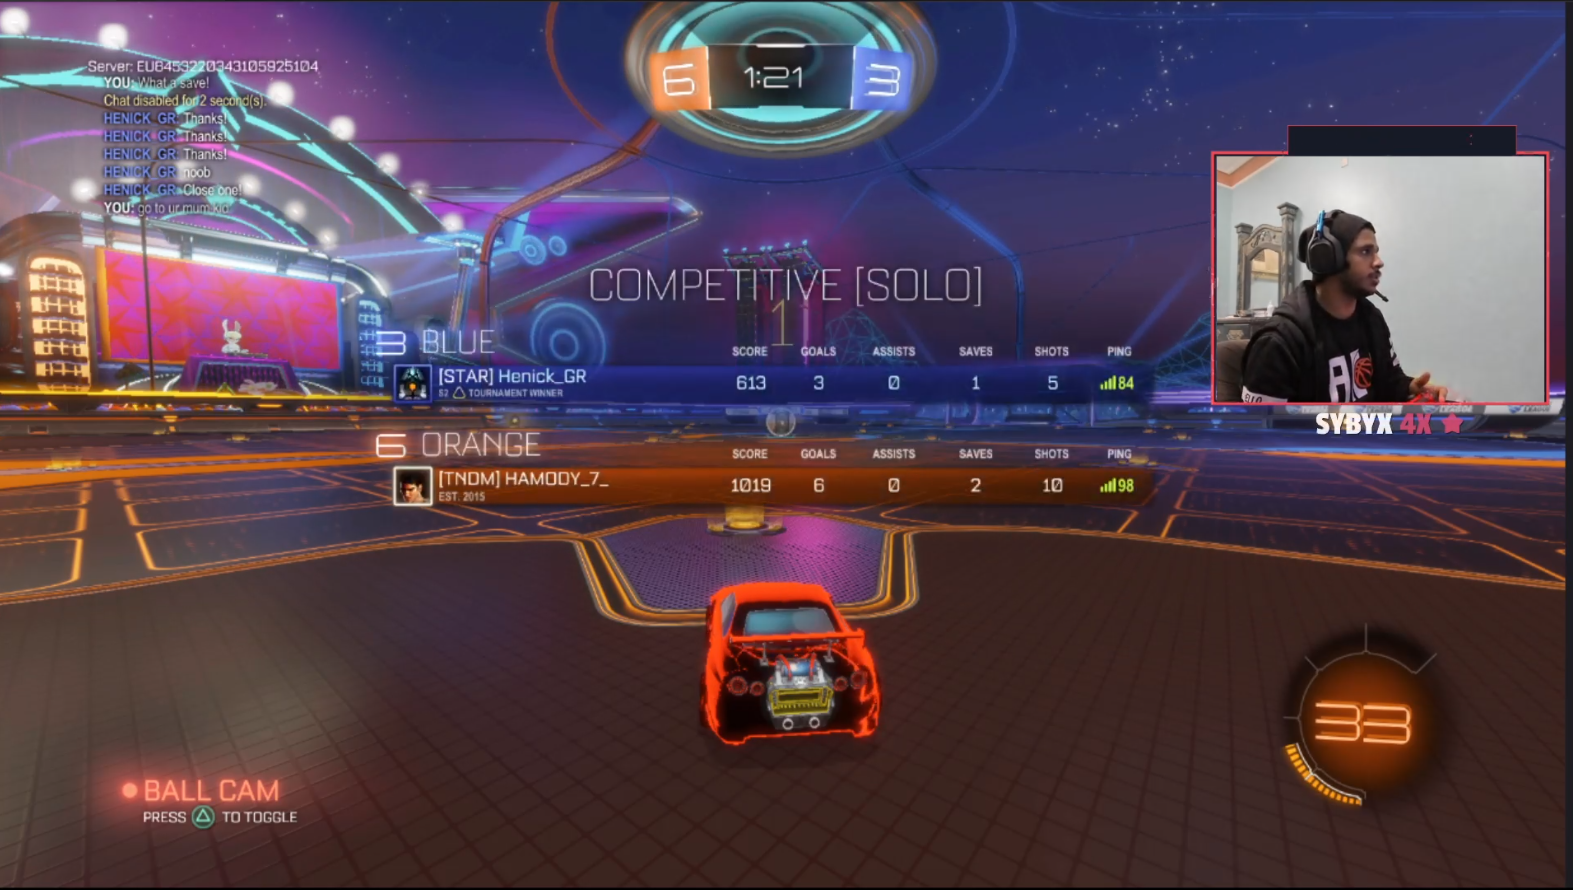 Server: EU6453220343105925104
YOU: What a save!
Chat disabled for 2 second(s).
HENICK_GR: Thanks!
HENICK_GR: Thanks!
HENICK_GR: Thanks!
HENICK_GR: noob
HENICK_GR: Close one!
YOU: go to ur mum kid
6 1:21 3
COMPETITIVE [SOLO]
1
3 BLUE
SCORE GOALS ASSISTS SAVES SHOTS PING
[STAR] Henick_GR 613 3 0 1 5 84
52 TOURNAMENT WINNER
6 ORANGE
SCORE GOALS ASSISTS SAVES SHOTS PING
[TNDM] HAMODY_7_ 1019 6 0 2 10 98
EST. 2015
SYBYX 4X
33
BALL CAM
PRESS TO TOGGLE